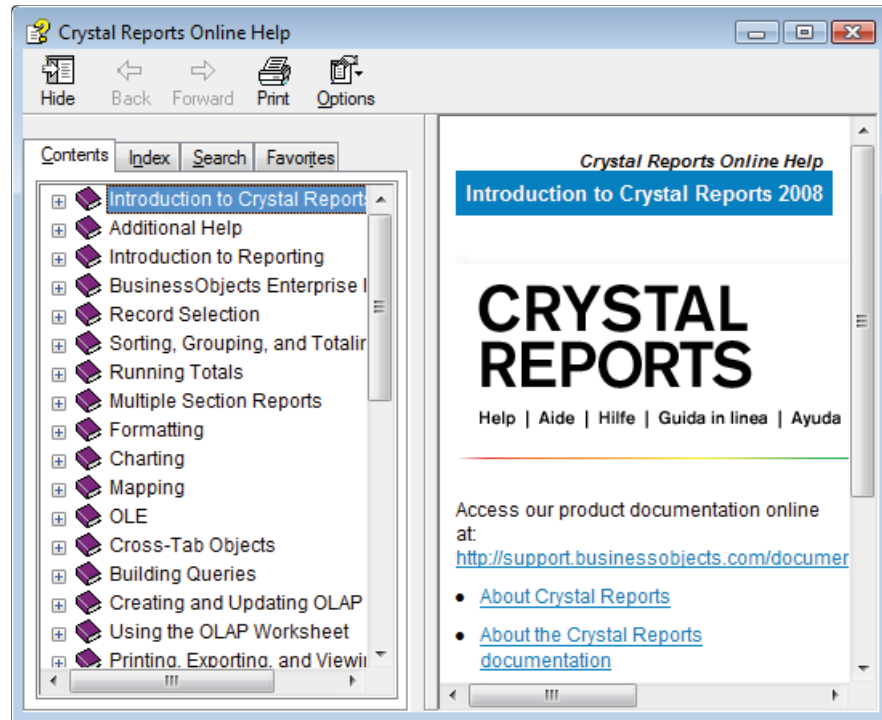 Crystal Reports Online Help
Hide Back Forward Print Options
Contents Index Search Favorites
Introduction to Crystal Reports
Additional Help
Introduction to Reporting
BusinessObjects Enterprise
Record Selection
Sorting, Grouping, and
Running Totals
Multiple Section Reports
Formatting
Charting
Mapping
OLE
Cross-Tab Objects
Building Queries
Creating and Updating OLAP
Using the OLAP Worksheet
Printing, Exporting, and
Crystal Reports Online Help
Introduction to Crystal Reports 2008
CRYSTAL
REPORTS
Help | Aide | Hilfe | Guida in linea | Ayuda
Access our product documentation online
at:
http://support.businessobjects.com/documen
• About Crystal Reports
• About the Crystal Reports
documentation